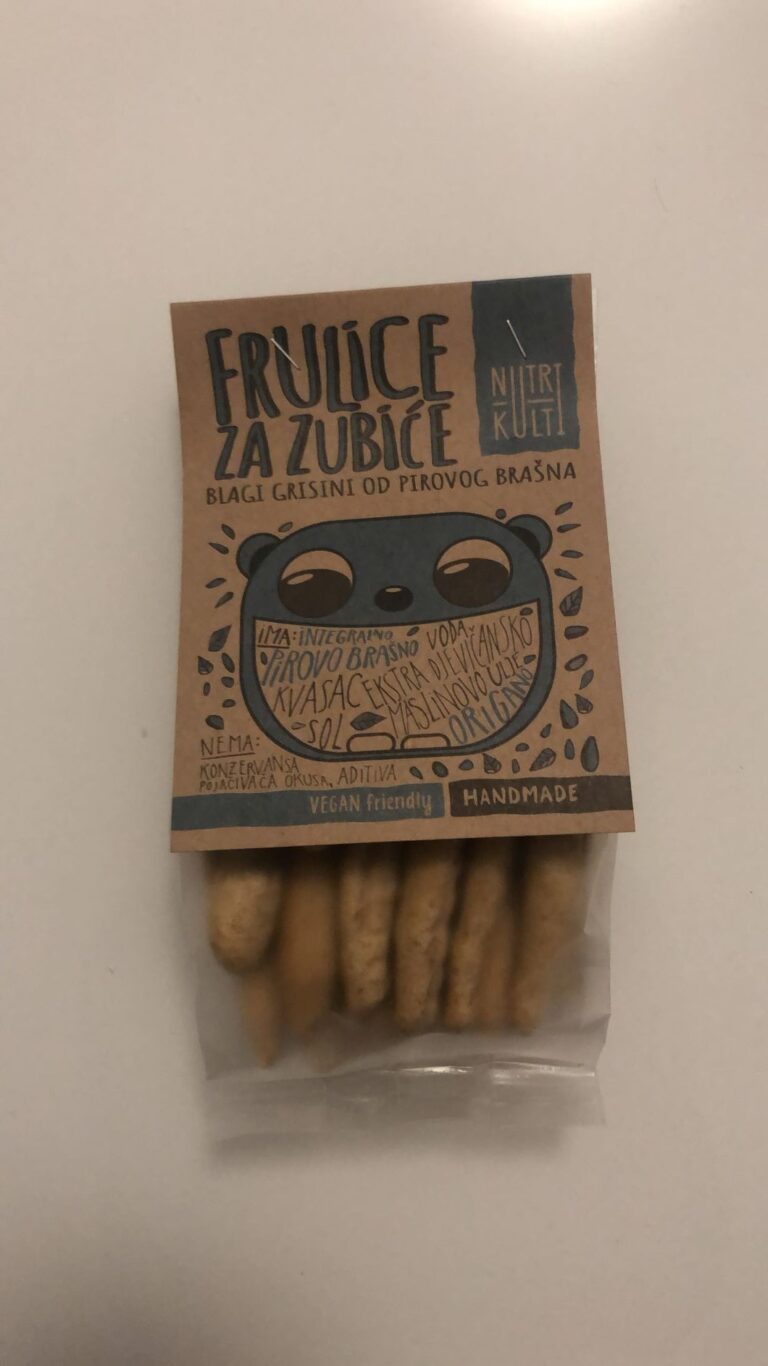 FRULiCE
ZA ZUBiĆE
NUTRI
KULTI
BLAGI GRISINI OD PIROVOG BRAŠNA
IMA: INTEGRALNO
PIROVO BRAŠNO
VODA
KVASAC
EKSTRA DJEVIČANSKO
MASLINOVO ULJE
SOL
ORIGANO
NEMA:
KONZERVANSA
POJAČIVAČA OKUSA, ADITIVA
VEGAN friendly
HANDMADE